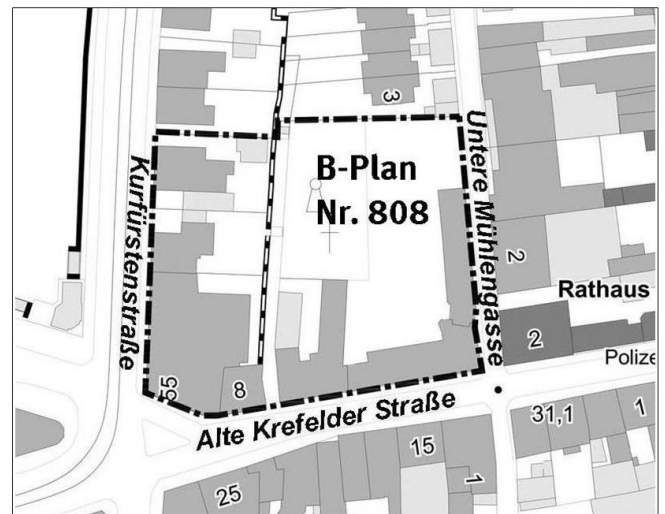 3
Untere Mühlengasse
Kurfürstenstraße
B-Plan
Nr. 808
2
Rathaus
2
Polize
55
8
Alte Krefelder Straße
31,1
1
15
1
25